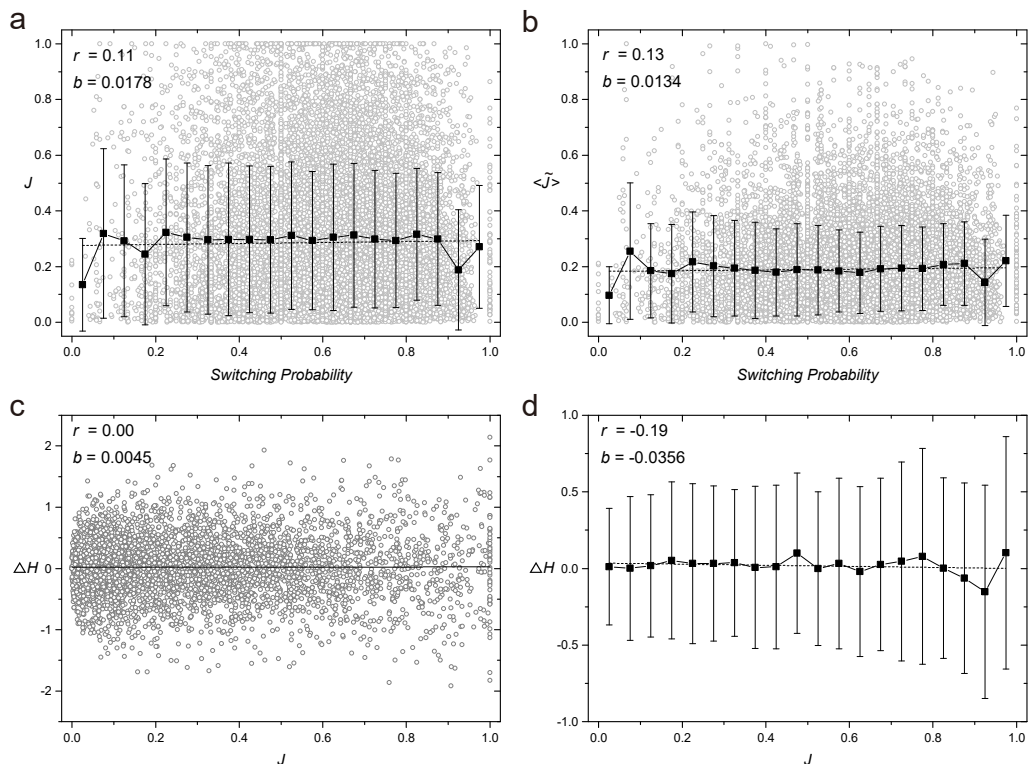 a
r = 0.11
b = 0.0178
J
1.0
0.8
0.6
0.4
0.2
0.0
0.0 0.2 0.4 0.6 0.8 1.0
Switching Probability
b
r = 0.13
b = 0.0134
<J̃>
1.0
0.8
0.6
0.4
0.2
0.0
0.0 0.2 0.4 0.6 0.8 1.0
Switching Probability
c
r = 0.00
b = 0.0045
△H
2
1
0
-1
-2
0.0 0.2 0.4 0.6 0.8 1.0
J
d
r = -0.19
b = -0.0356
△H
1.0
0.5
0.0
-0.5
-1.0
0.0 0.2 0.4 0.6 0.8 1.0
J